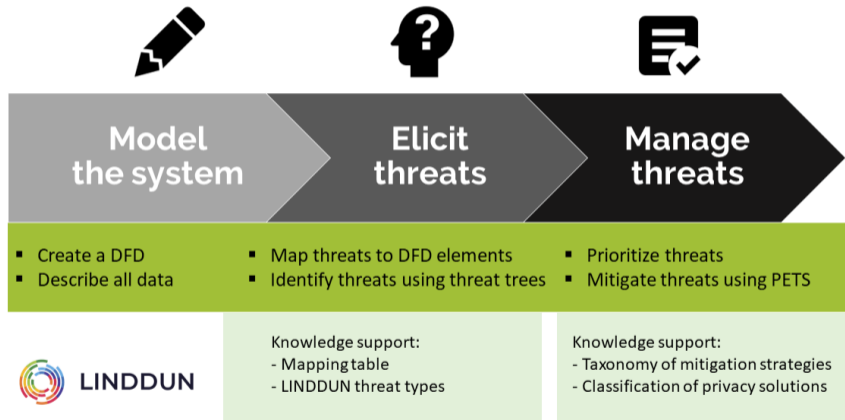 ?
Model
the system
Elicit
threats
Manage
threats
▪ Create a DFD
▪ Describe all data
▪ Map threats to DFD elements
▪ Identify threats using threat trees
▪ Prioritize threats
▪ Mitigate threats using PETS
LINDDUN
Knowledge support:
- Mapping table
- LINDDUN threat types
Knowledge support:
- Taxonomy of mitigation strategies
- Classification of privacy solutions